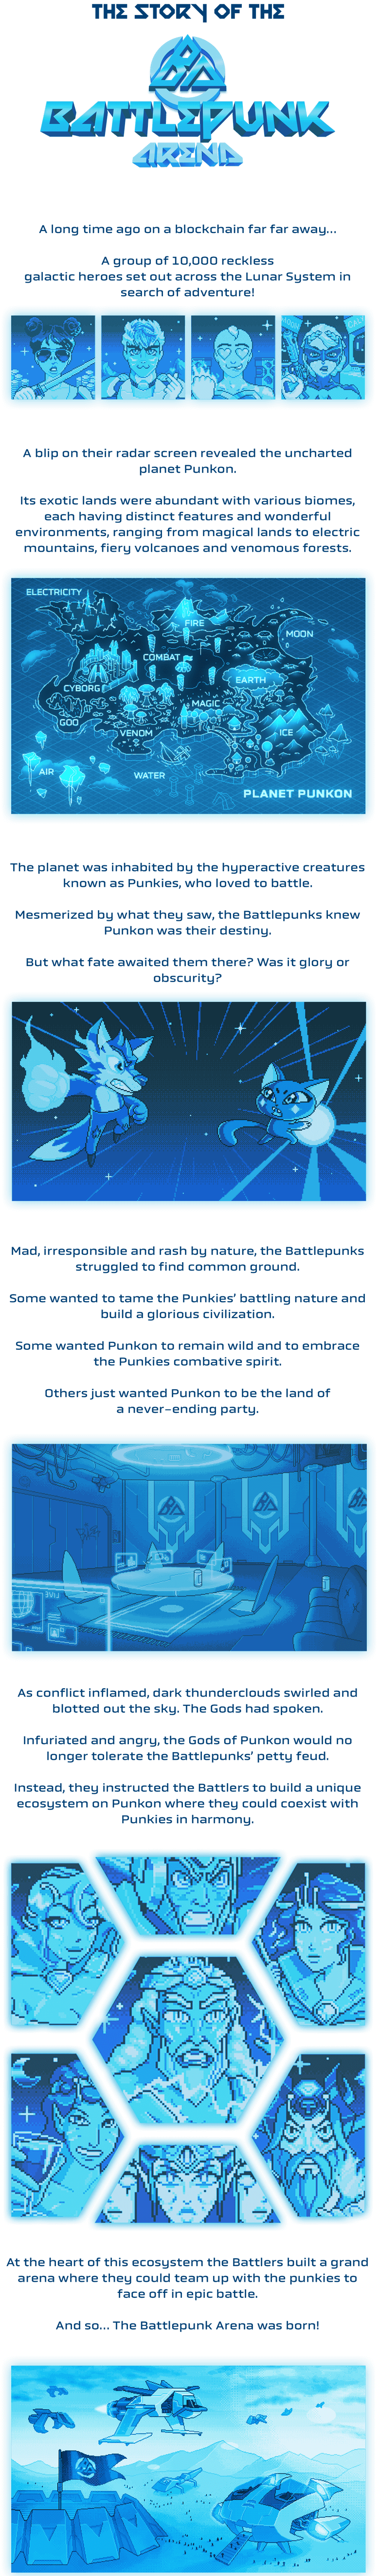 THE STORY OF THE
BATTLEPUNK
ARENA
A long time ago on a blockchain far far away...
A group of 10,000 reckless
galactic heroes set out across the Lunar System in
search of adventure!
A blip on their radar screen revealed the uncharted
planet Punkon.
Its exotic lands were abundant with various biomes,
each having distinct features and wonderful
environments, ranging from magical lands to electric
mountains, fiery volcanoes and venomous forests.
ELECTRICITY
FIRE
MOON
COMBAT
EARTH
CYBORG
MAGIC
GOO
VENOM
ICE
AIR
WATER
PLANET PUNKON
The planet was inhabited by the hyperactive creatures
known as Punkies, who loved to battle.
Mesmerized by what they saw, the Battlepunks knew
Punkon was their destiny.
But what fate awaited them there? Was it glory or
obscurity?
Mad, irresponsible and rash by nature, the Battlepunks
struggled to find common ground.
Some wanted to tame the Punkies' battling nature and
build a glorious civilization.
Some wanted Punkon to remain wild and to embrace
the Punkies combative spirit.
Others just wanted Punkon to be the land of
a never-ending party.
LIVE
As conflict inflamed, dark thunderclouds swirled and
blotted out the sky. The Gods had spoken.
Infuriated and angry, the Gods of Punkon would no
longer tolerate the Battlepunks' petty feud.
Instead, they instructed the Battlers to build a unique
ecosystem on Punkon where they could coexist with
Punkies in harmony.
At the heart of this ecosystem the Battlers built a grand
arena where they could team up with the punkies to
face off in epic battle.
And so... The Battlepunk Arena was born!